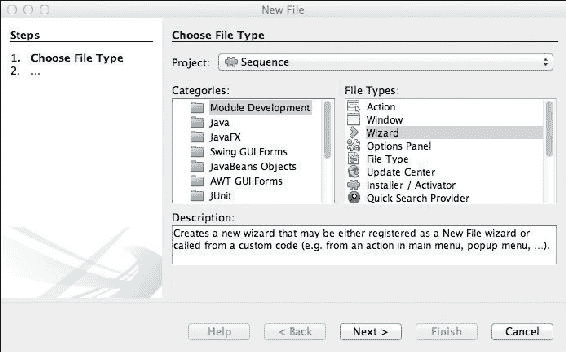 New File
Steps
1. Choose File Type
2. ...
Choose File Type
Project: Sequence
Categories:
Module Development
Java
JavaFX
Swing GUI Forms
JavaBeans Objects
AWT GUI Forms
JUnit
File Types:
Action
Window
Wizard
Options Panel
File Type
Update Center
Installer / Activator
Quick Search Provider
Description:
Creates a new wizard that may be either registered as a New File wizard or
called from a custom code (e.g. from an action in main menu, popup menu, ...).
Help < Back Next > Finish Cancel